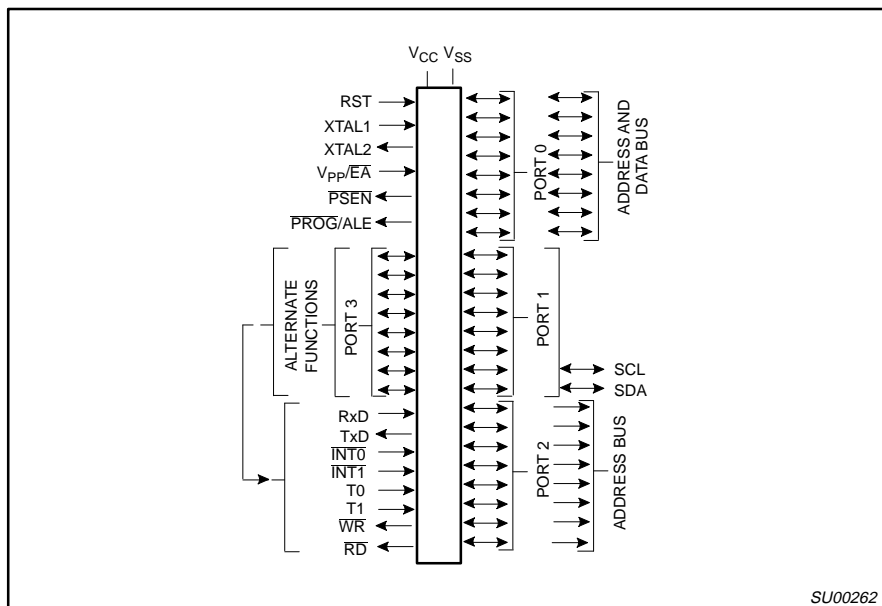 VCC VSS
RST
XTAL1
XTAL2
VPP/EA
PSEN
PROG/ALE
PORT 0
ADDRESS AND
DATA BUS
ALTERNATE
FUNCTIONS
PORT 3
PORT 1
SCL
SDA
RxD
TxD
INT0
INT1
T0
T1
WR
RD
PORT 2
ADDRESS BUS
SU00262